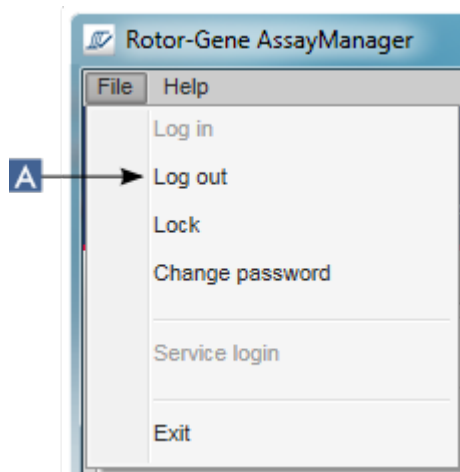 Rotor-Gene AssayManager
File Help
Log in
A Log out
Lock
Change password
Service login
Exit